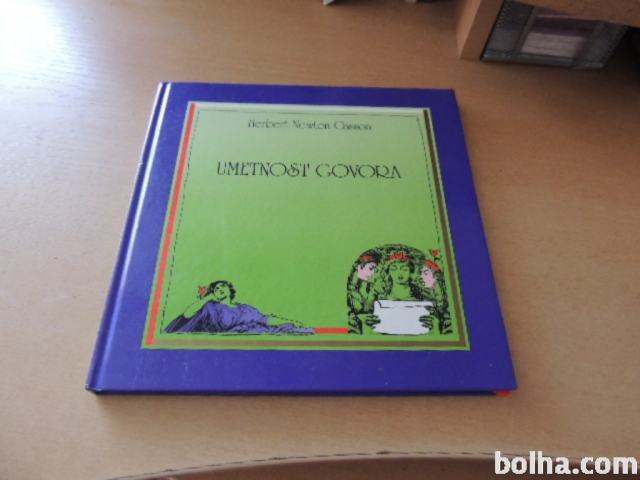 Herbert Newton Casson
UMETNOST GOVORA
bolha.com